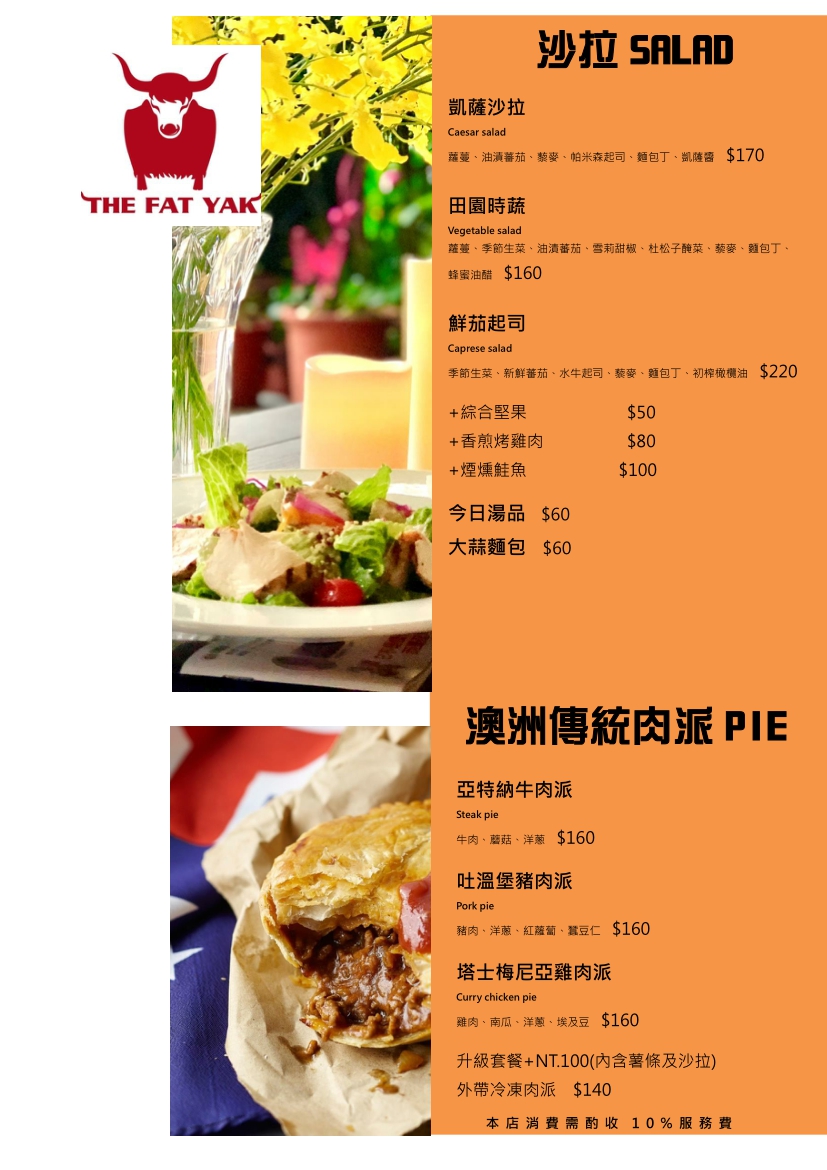 THE FAT YAK
沙拉 SALAD
凱薩沙拉
Caesar salad
蘿蔓、油漬蕃茄、藜麥、帕米森起司、麵包丁、凱薩醬 $170
田園時蔬
Vegetable salad
蘿蔓、季節生菜、油漬蕃茄、雪莉甜椒、杜松子醃菜、藜麥、麵包丁、
蜂蜜油醋 $160
鮮茄起司
Caprese salad
季節生菜、新鮮蕃茄、水牛起司、藜麥、麵包丁、初榨橄欖油 $220
+綜合堅果 $50
+香煎烤雞肉 $80
+煙燻鮭魚 $100
今日湯品 $60
大蒜麵包 $60
澳洲傳統肉派 PIE
亞特納牛肉派
Steak pie
牛肉、蘑菇、洋蔥 $160
吐溫堡豬肉派
Pork pie
豬肉、洋蔥、紅蘿蔔、蠶豆仁 $160
塔士梅尼亞雞肉派
Curry chicken pie
雞肉、南瓜、洋蔥、埃及豆 $160
升級套餐+NT.100(內含薯條及沙拉)
外帶冷凍肉派 $140
本店消費需酌收 10%服務費